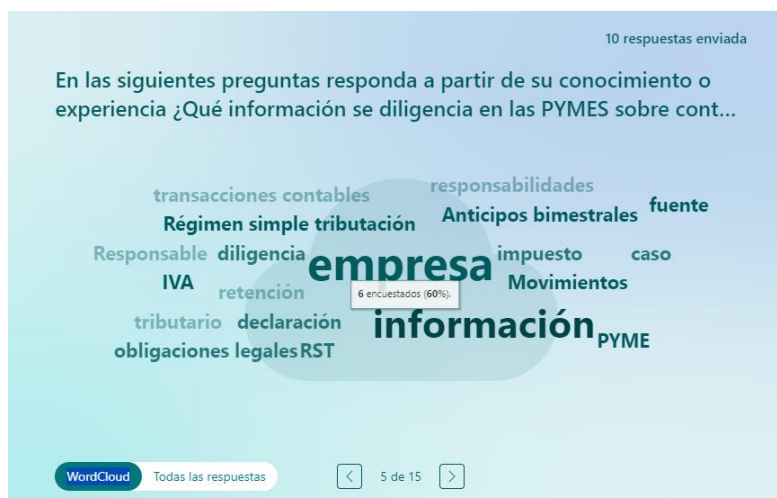 10 respuestas enviada
En las siguientes preguntas responda a partir de su conocimiento o
experiencia ¿Qué información se diligencia en las PYMES sobre cont...
transacciones contables
responsabilidades
Régimen simple tributación
Anticipos bimestrales
fuente
Responsable
diligencia
empresa
impuesto
caso
IVA
retención
6 encuestados (60%).
Movimientos
tributario
declaración
información
PYME
obligaciones legales
RST
WordCloud
Todas las respuestas
5 de 15